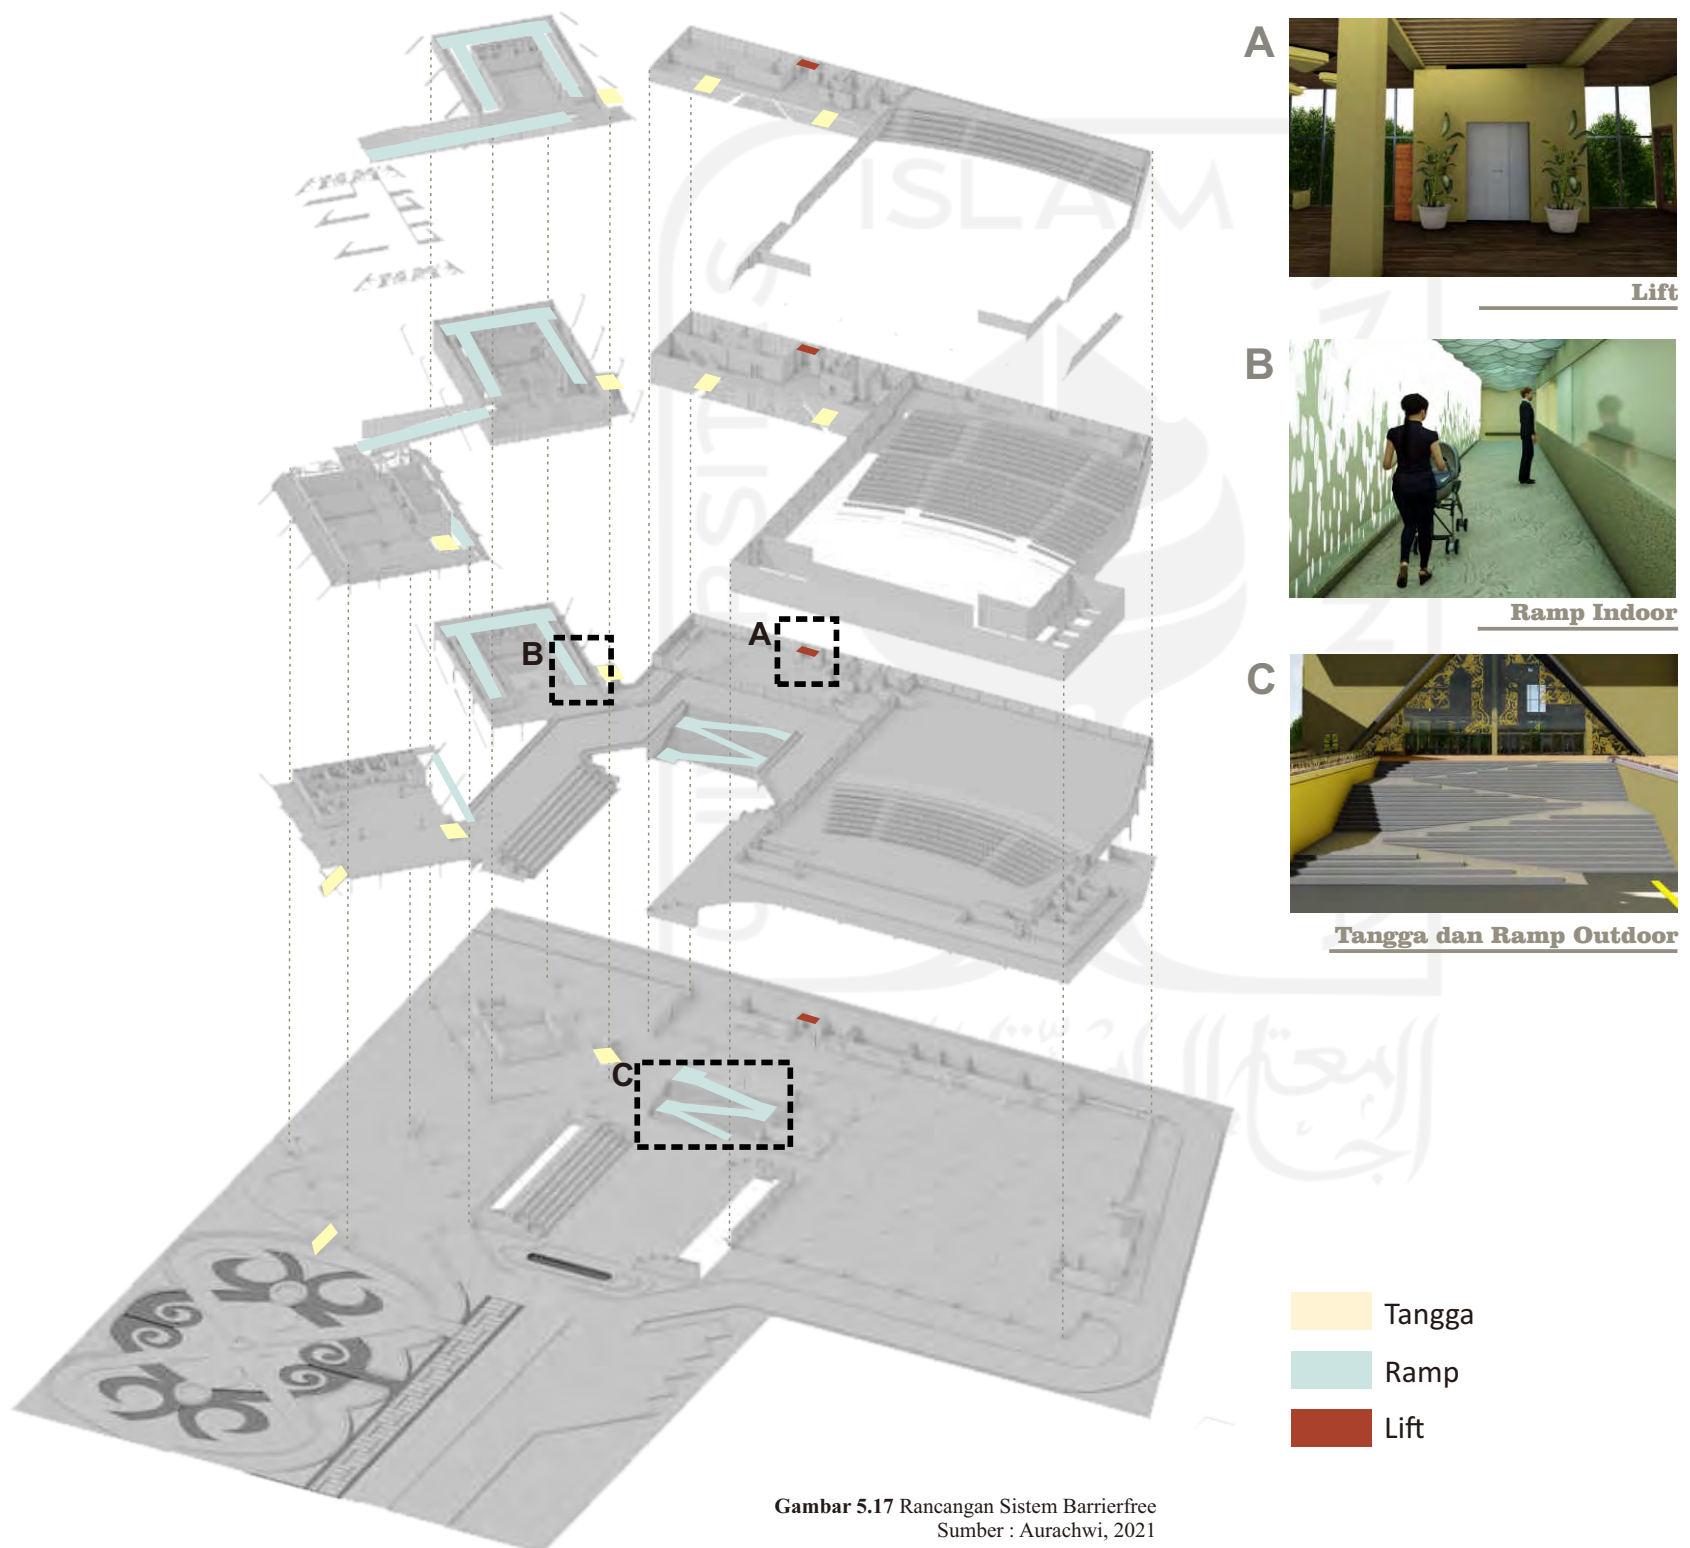 A
Lift
B
Ramp Indoor
C
Tangga dan Ramp Outdoor
B
A
C
ISLAM
Tangga
Ramp
Lift
Gambar 5.17 Rancangan Sistem Barrierfree
Sumber : Aurachwi, 2021